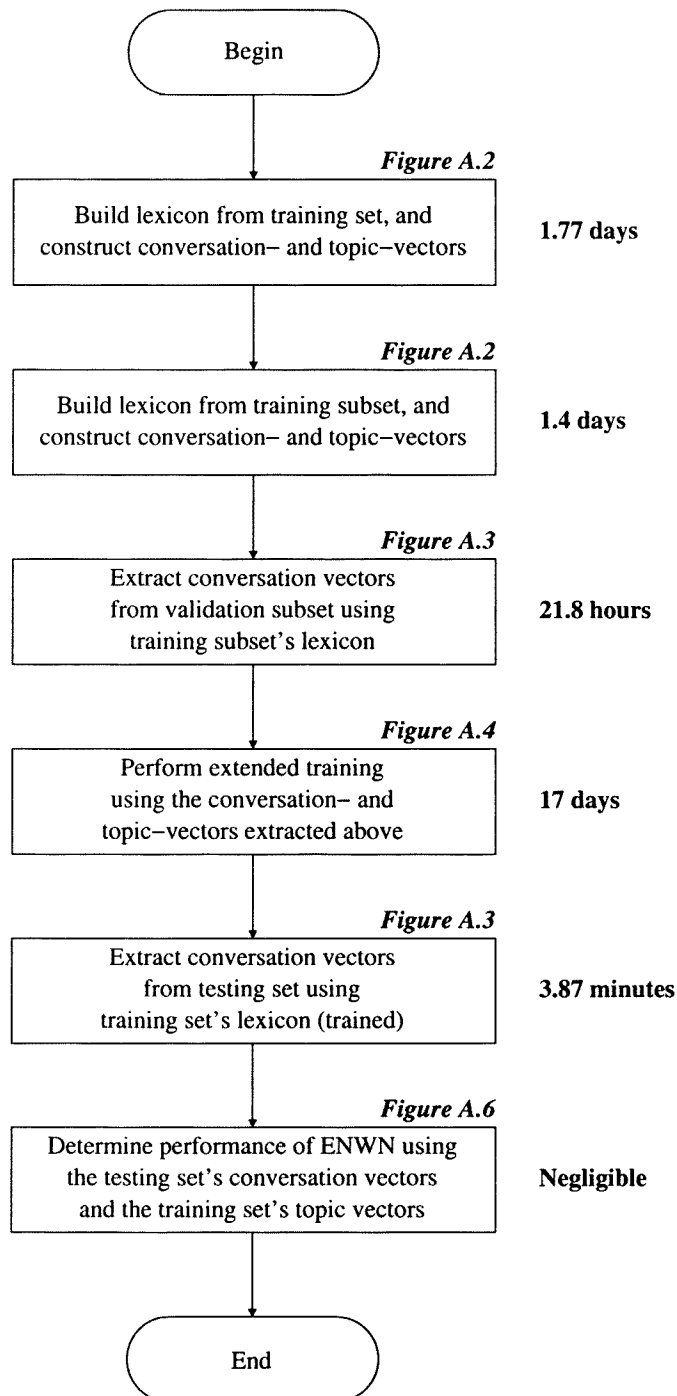 Begin
Figure A.2
Build lexicon from training set, and
construct conversation− and topic−vectors
1.77 days
Figure A.2
Build lexicon from training subset, and
construct conversation− and topic−vectors
1.4 days
Figure A.3
Extract conversation vectors
from validation subset using
training subset's lexicon
21.8 hours
Figure A.4
Perform extended training
using the conversation− and
topic−vectors extracted above
17 days
Figure A.3
Extract conversation vectors
from testing set using
training set's lexicon (trained)
3.87 minutes
Figure A.6
Determine performance of ENWN using
the testing set's conversation vectors
and the training set's topic vectors
Negligible
End